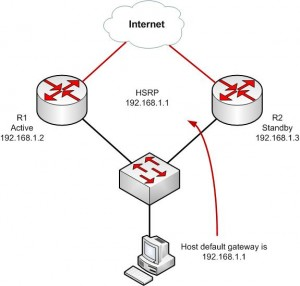 Internet
HSRP
192.168.1.1
R1
Active
192.168.1.2
R2
Standby
192.168.1.3
Host default gateway is
192.168.1.1